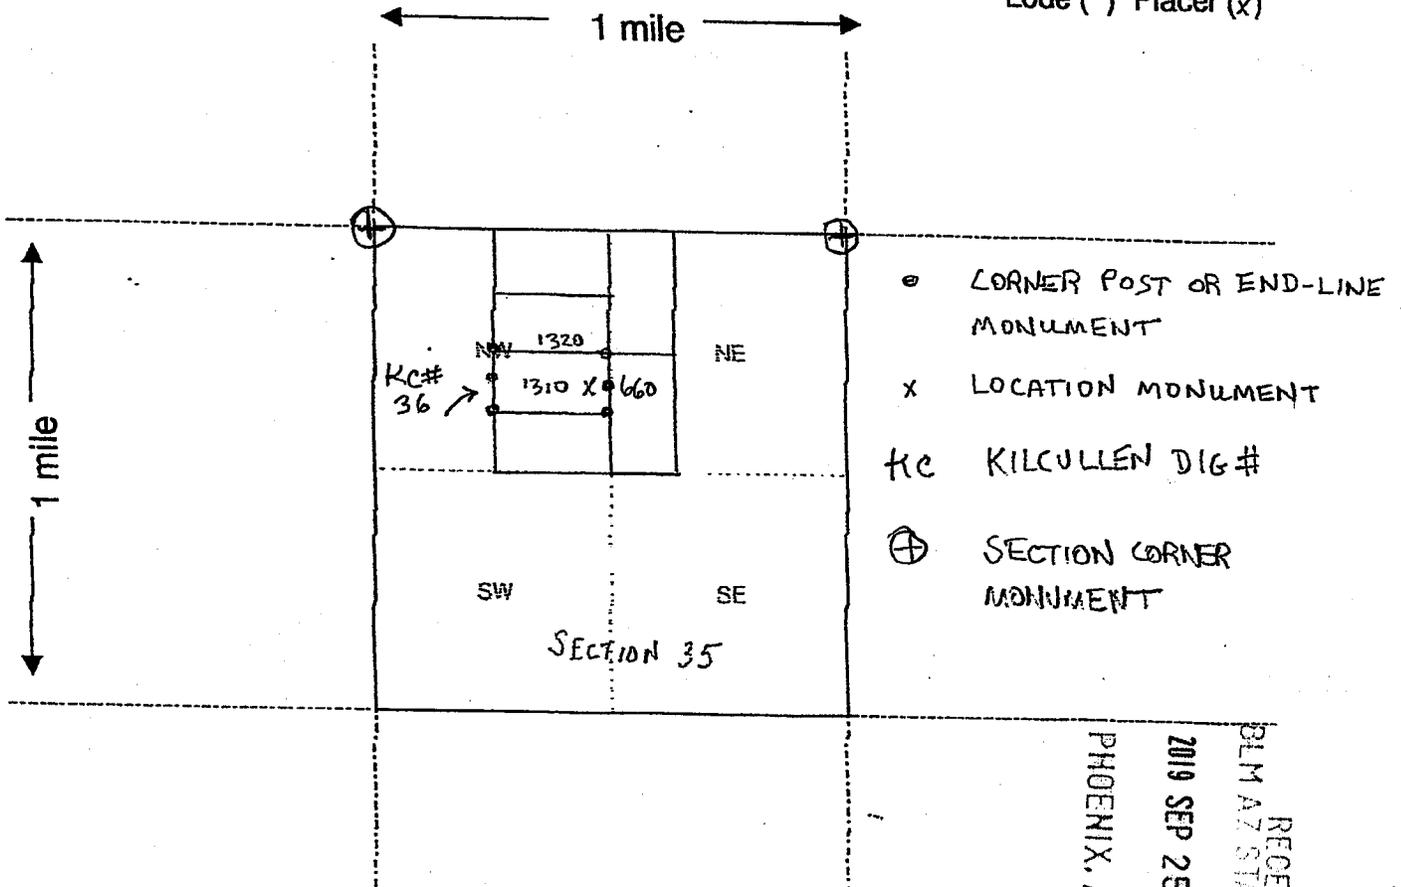 Lode ( ) Placer (x)
1 mile
1 mile
NW
NE
1320
KC#
36
1310 X 660
SW
SE
SECTION 35
CORNER POST OR END-LINE
MONUMENT
X LOCATION MONUMENT
KC KILCULLEN DIG#
SECTION CORNER
MONUMENT
RECE
BLM AZ STA
2019 SEP 25
PHOENIX,